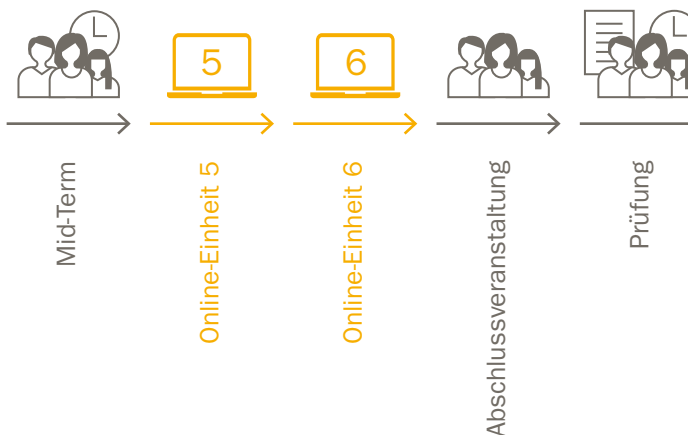 5
6
Mid-Term
Online-Einheit 5
Online-Einheit 6
Abschlussveranstaltung
Prüfung